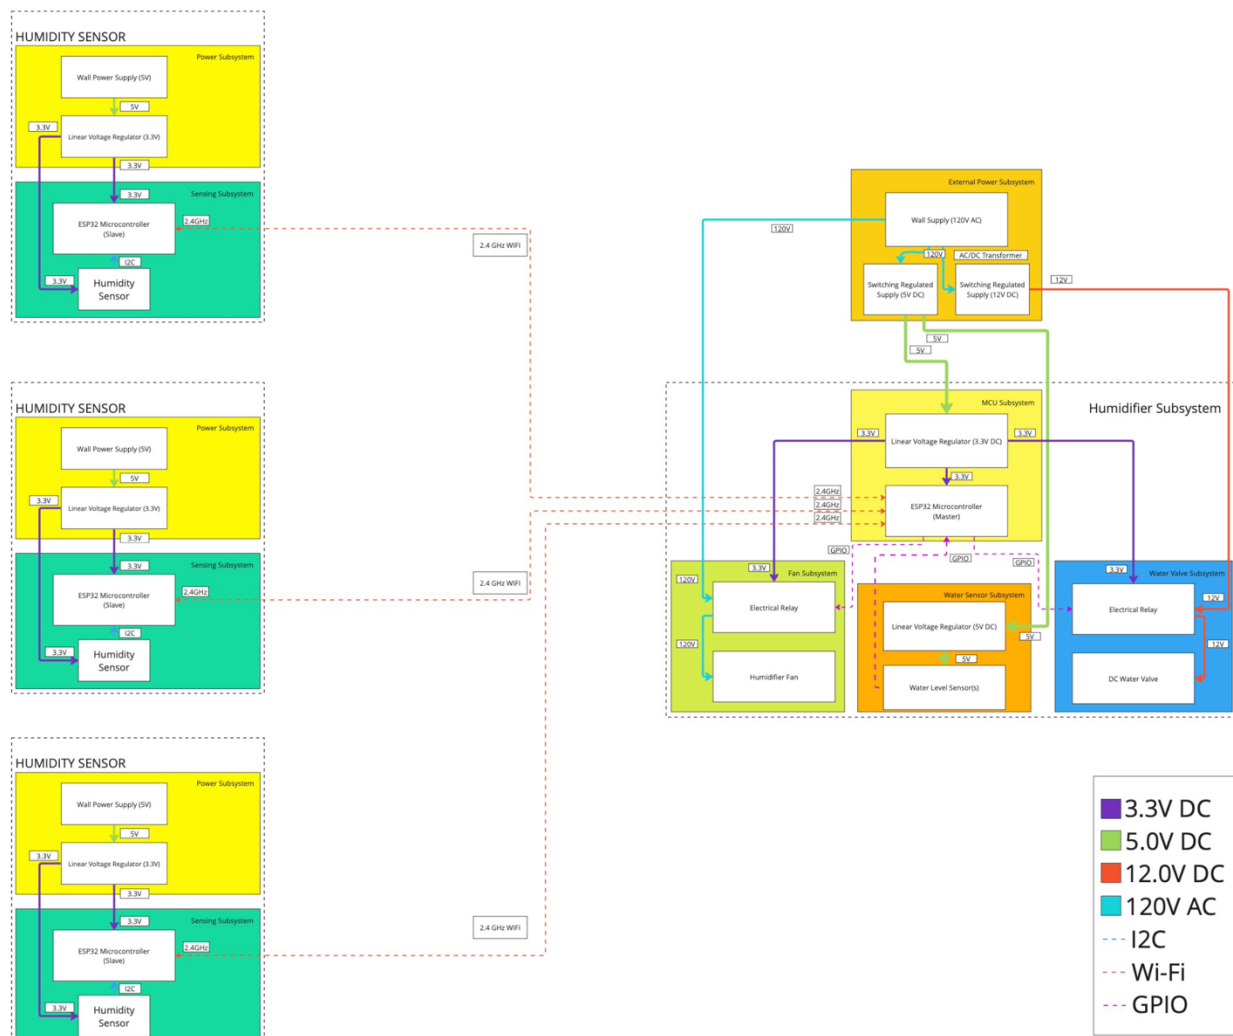 HUMIDITY SENSOR
Power Subsystem
Wall Power Supply (5V)
5V
3.3V
Linear Voltage Regulator (3.3V)
3.3V
Sensing Subsystem
3.3V
ESP32 Microcontroller
(Slave)
2.4GHz
I2C
3.3V
Humidity
Sensor
2.4 GHz WIFI
HUMIDITY SENSOR
Power Subsystem
Wall Power Supply (5V)
5V
3.3V
Linear Voltage Regulator (3.3V)
3.3V
Sensing Subsystem
3.3V
ESP32 Microcontroller
(Slave)
2.4GHz
I2C
3.3V
Humidity
Sensor
2.4 GHz WIFI
HUMIDITY SENSOR
Power Subsystem
Wall Power Supply (5V)
5V
3.3V
Linear Voltage Regulator (3.3V)
3.3V
Sensing Subsystem
3.3V
ESP32 Microcontroller
(Slave)
2.4GHz
I2C
3.3V
Humidity
Sensor
2.4 GHz WIFI
External Power Subsystem
Wall Supply (120V AC)
120V
120V
AC/DC Transformer
Switching Regulated
Supply (5V DC)
Switching Regulated
Supply (12V DC)
12V
5V
5V
Humidifier Subsystem
MCU Subsystem
3.3V
Linear Voltage Regulator (3.3V DC)
3.3V
3.3V
2.4GHz
2.4GHz
2.4GHz
ESP32 Microcontroller
(Master)
GPIO
GPIO
GPIO
Fan Subsystem
3.3V
120V
Electrical Relay
120V
Humidifier Fan
Water Sensor Subsystem
Linear Voltage Regulator (5V DC)
5V
5V
Water Level Sensor(s)
Water Valve Subsystem
3.3V
Electrical Relay
12V
12V
DC Water Valve
3.3V DC
5.0V DC
12.0V DC
120V AC
I2C
Wi-Fi
GPIO